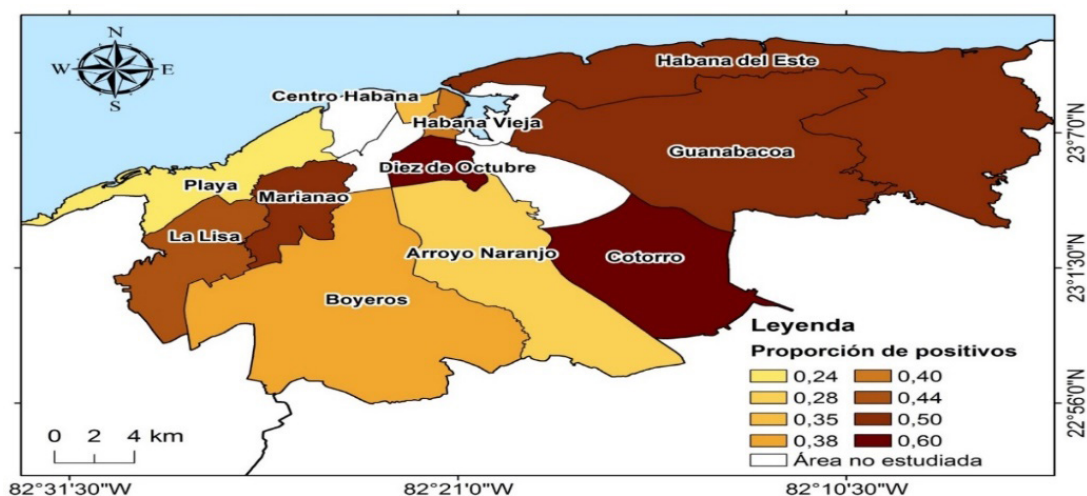 N
W E
S
Habana del Este
Centro Habana
Habana Vieja
Guanabacoa
Diez de Octubre
Playa
Marianao
La Lisa
Arroyo Naranjo
Cotorro
Boyeros
Leyenda
Proporción de positivos
0,24 0,40
0,28 0,44
0,35 0,50
0,38 0,60
Área no estudiada
0 2 4 km
23°7'0"N
23°1'30"N
22°56'0"N
82°31'30"W 82°21'0"W 82°10'30"W